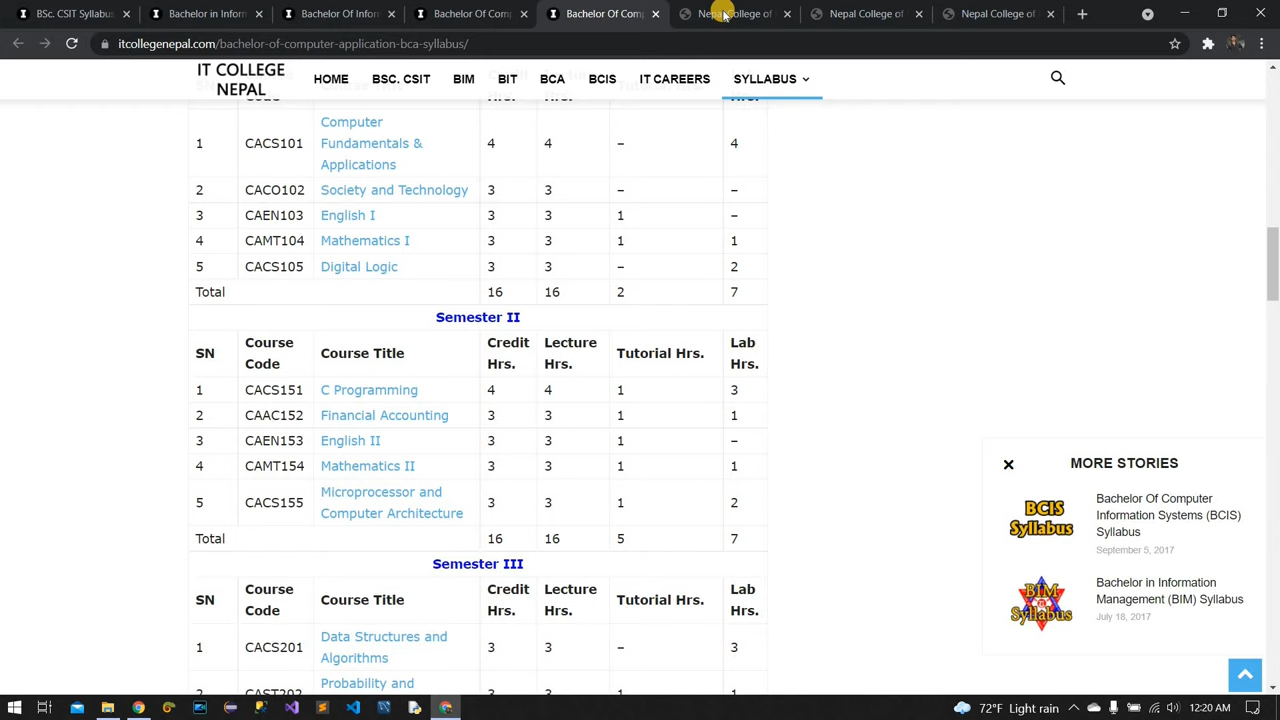 BSc. CSIT Syllabus
Bachelor in Inform
Bachelor Of Inform
Bachelor Of Comp
Bachelor Of Comp
Nepal College of
Nepal College of
Nepal College of
itcollegenepal.com/bachelor-of-computer-application-bca-syllabus/
IT COLLEGE
NEPAL
HOME BSC. CSIT BIM BIT BCA BCIS IT CAREERS SYLLABUS
1 CACS101 Computer Fundamentals & Applications 4 4 – 4
2 CACO102 Society and Technology 3 3 – –
3 CAEN103 English I 3 3 1 –
4 CAMT104 Mathematics I 3 3 1 1
5 CACS105 Digital Logic 3 3 – 2
Total 16 16 2 7
Semester II
SN Course Code Course Title Credit Hrs. Lecture Hrs. Tutorial Hrs. Lab Hrs.
1 CACS151 C Programming 4 4 1 3
2 CAAC152 Financial Accounting 3 3 1 1
3 CAEN153 English II 3 3 1 –
4 CAMT154 Mathematics II 3 3 1 1
5 CACS155 Microprocessor and Computer Architecture 3 3 1 2
Total 16 16 5 7
Semester III
SN Course Code Course Title Credit Hrs. Lecture Hrs. Tutorial Hrs. Lab Hrs.
1 CACS201 Data Structures and Algorithms 3 3 – 3
2 CAST202 Probability and 3 3 1 1
MORE STORIES
BCIS
Syllabus
Bachelor Of Computer
Information Systems (BCIS)
Syllabus
September 5, 2017
BIM
Syllabus
Bachelor in Information
Management (BIM) Syllabus
July 18, 2017
72°F Light rain
ENG
12:20 AM